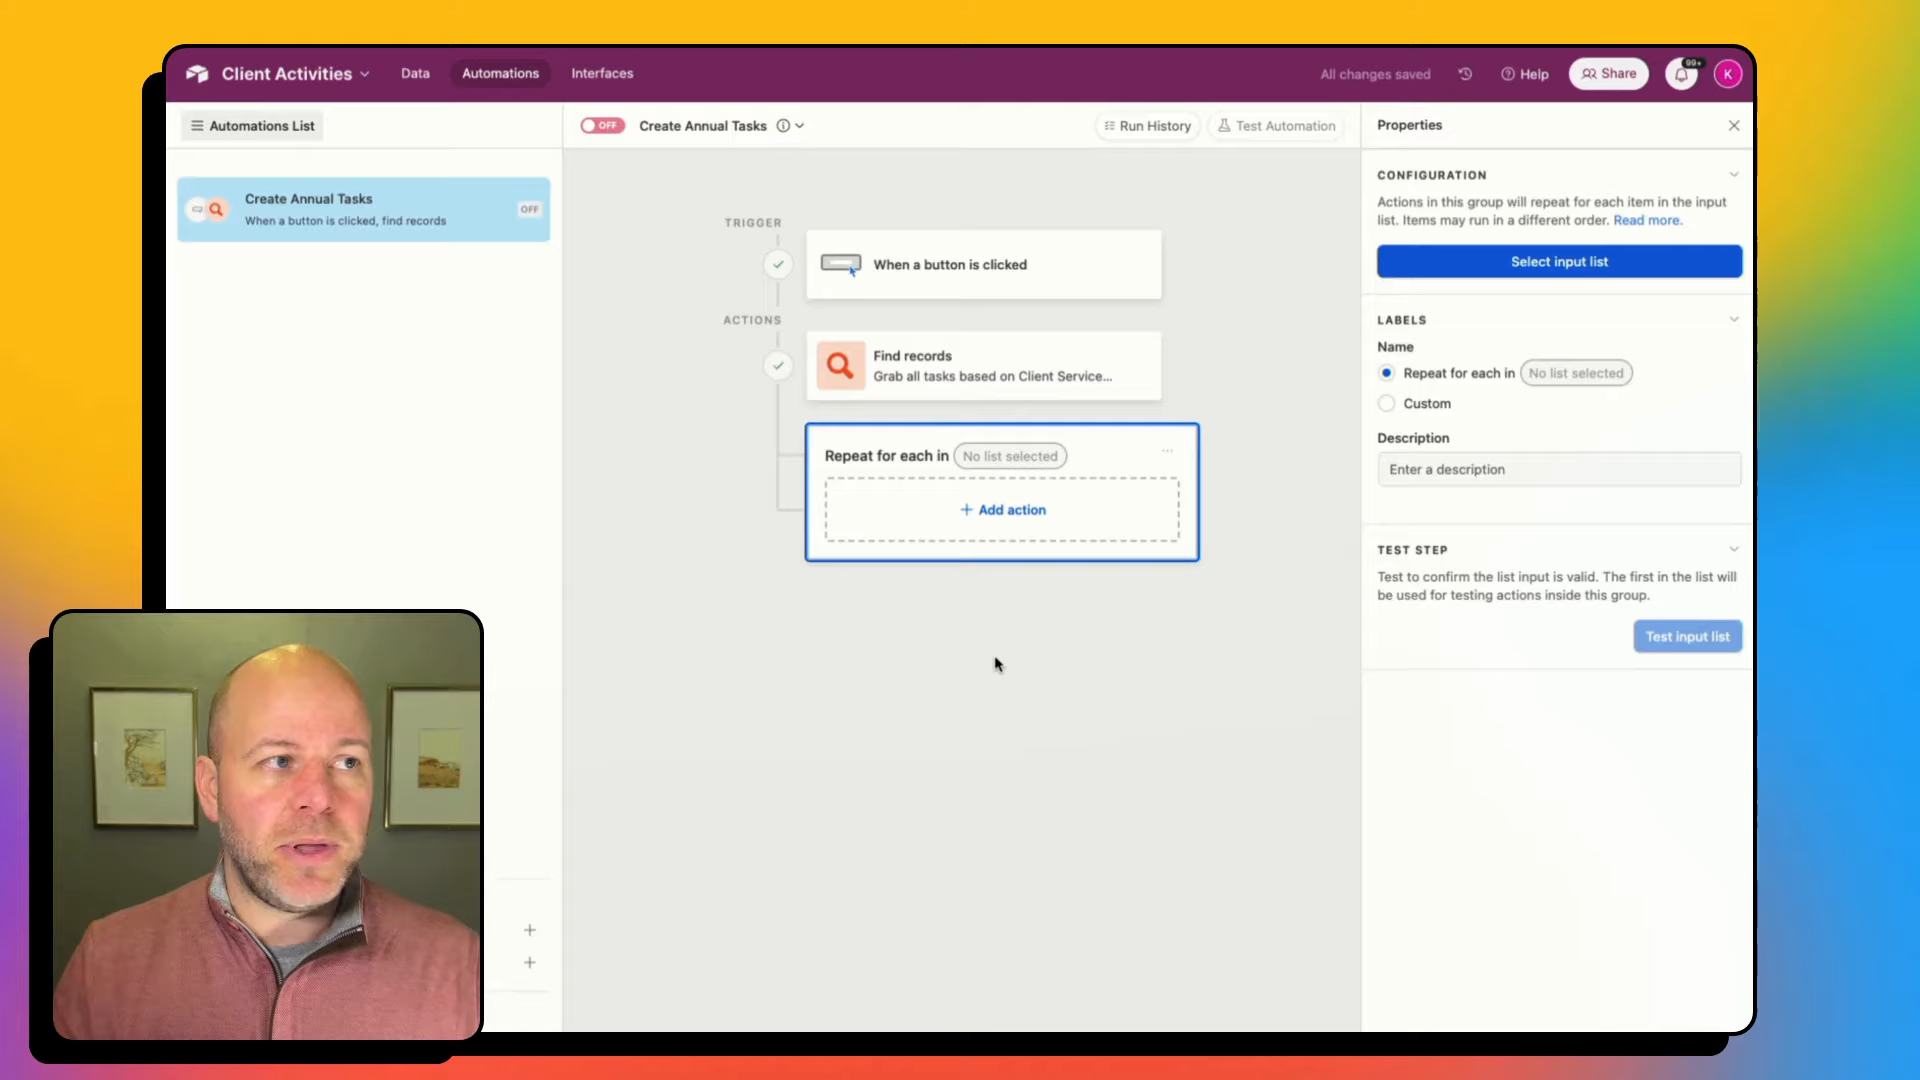 Client Activities
Data
Automations
Interfaces
All changes saved
Help
Share
99+
K
Automations List
OFF
Create Annual Tasks
Run History
Test Automation
Properties
Create Annual Tasks
When a button is clicked, find records
OFF
TRIGGER
When a button is clicked
ACTIONS
Find records
Grab all tasks based on Client Service...
Repeat for each in
No list selected
+ Add action
CONFIGURATION
Actions in this group will repeat for each item in the input
list. Items may run in a different order. Read more.
Select input list
LABELS
Name
Repeat for each in No list selected
Custom
Description
Enter a description
TEST STEP
Test to confirm the list input is valid. The first in the list will
be used for testing actions inside this group.
Test input list